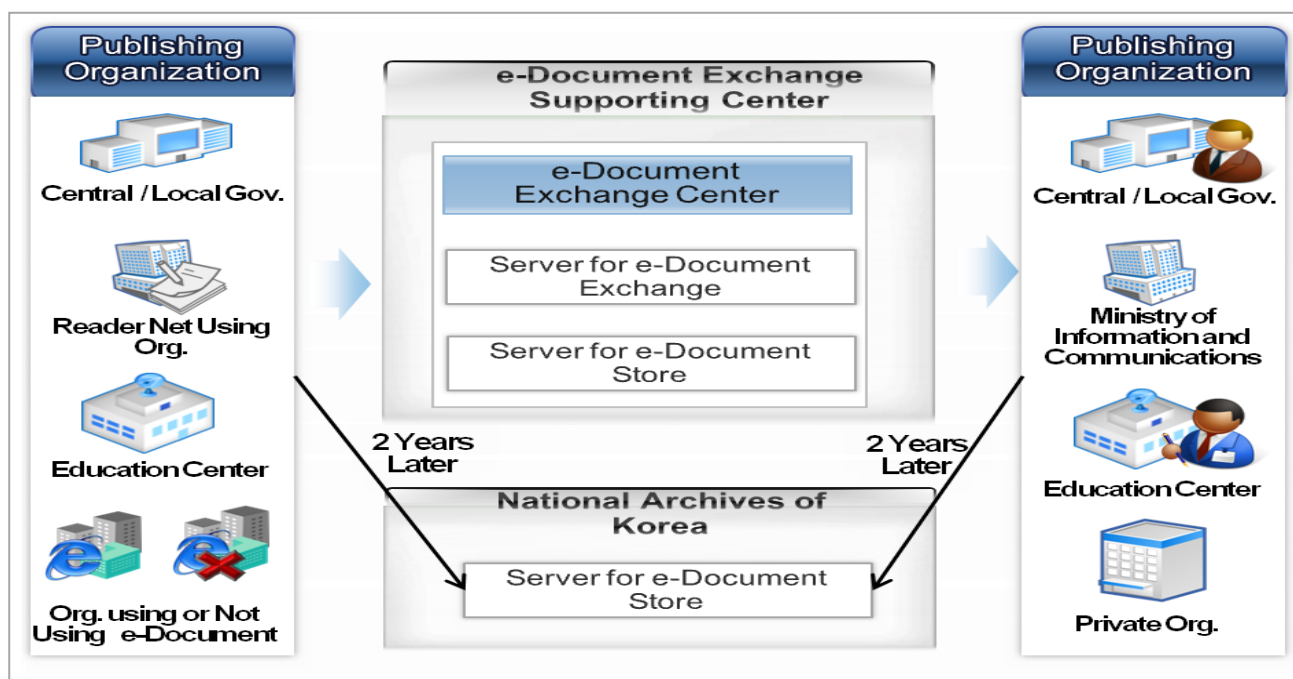 Publishing
Organization
Central / Local Gov.
Reader Net Using
Org.
Education Center
Org. using or Not
Using e-Document
e-Document Exchange
Supporting Center
e-Document
Exchange Center
Server for e-Document
Exchange
Server for e-Document
Store
2 Years
Later
2 Years
Later
National Archives of
Korea
Server for e-Document
Store
Publishing
Organization
Central / Local Gov.
Ministry of
Information and
Communications
Education Center
Private Org.